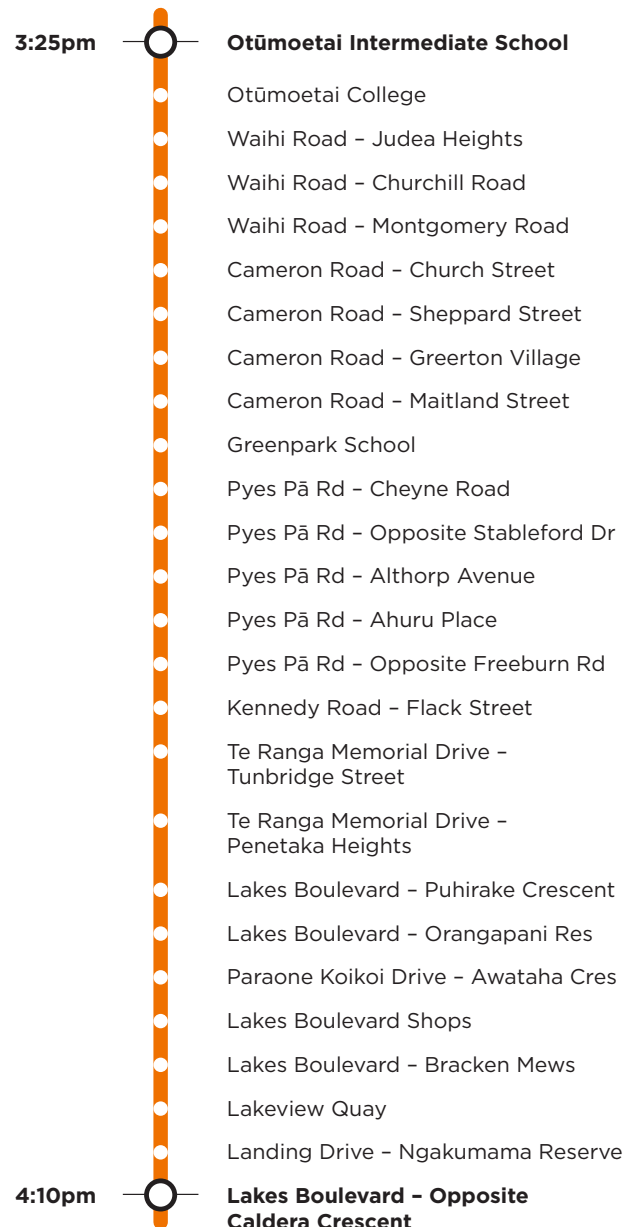 3:25pm Otūmoetai Intermediate School
Otūmoetai College
Waihi Road – Judea Heights
Waihi Road – Churchill Road
Waihi Road – Montgomery Road
Cameron Road – Church Street
Cameron Road – Sheppard Street
Cameron Road – Greerton Village
Cameron Road – Maitland Street
Greenpark School
Pyes Pā Rd – Cheyne Road
Pyes Pā Rd – Opposite Stableford Dr
Pyes Pā Rd – Althorp Avenue
Pyes Pā Rd – Ahuru Place
Pyes Pā Rd – Opposite Freeburn Rd
Kennedy Road – Flack Street
Te Ranga Memorial Drive –
Tunbridge Street
Te Ranga Memorial Drive –
Penetaka Heights
Lakes Boulevard – Puhirake Crescent
Lakes Boulevard – Orangapani Res
Paraone Koikoi Drive – Awataha Cres
Lakes Boulevard Shops
Lakes Boulevard – Bracken Mews
Lakeview Quay
Landing Drive – Ngakumama Reserve
4:10pm Lakes Boulevard – Opposite
Caldera Crescent